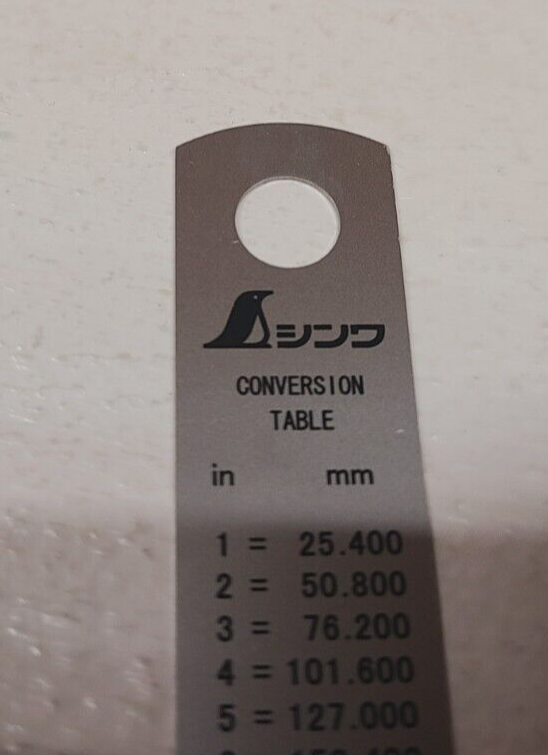 シンワ
CONVERSION
TABLE
in mm
1 = 25.400
2 = 50.800
3 = 76.200
4 = 101.600
5 = 127.000